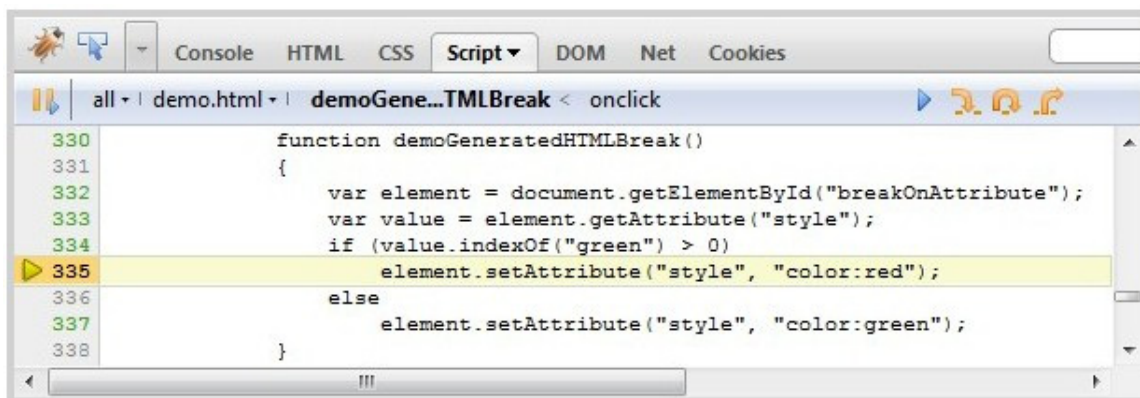 Console HTML CSS Script ▾ DOM Net Cookies
all ▾ demo.html ▾ demoGene...TMLBreak < onclick
330 function demoGeneratedHTMLBreak()
331 {
332 var element = document.getElementById("breakOnAttribute");
333 var value = element.getAttribute("style");
334 if (value.indexOf("green") > 0)
335 element.setAttribute("style", "color:red");
336 else
337 element.setAttribute("style", "color:green");
338 }